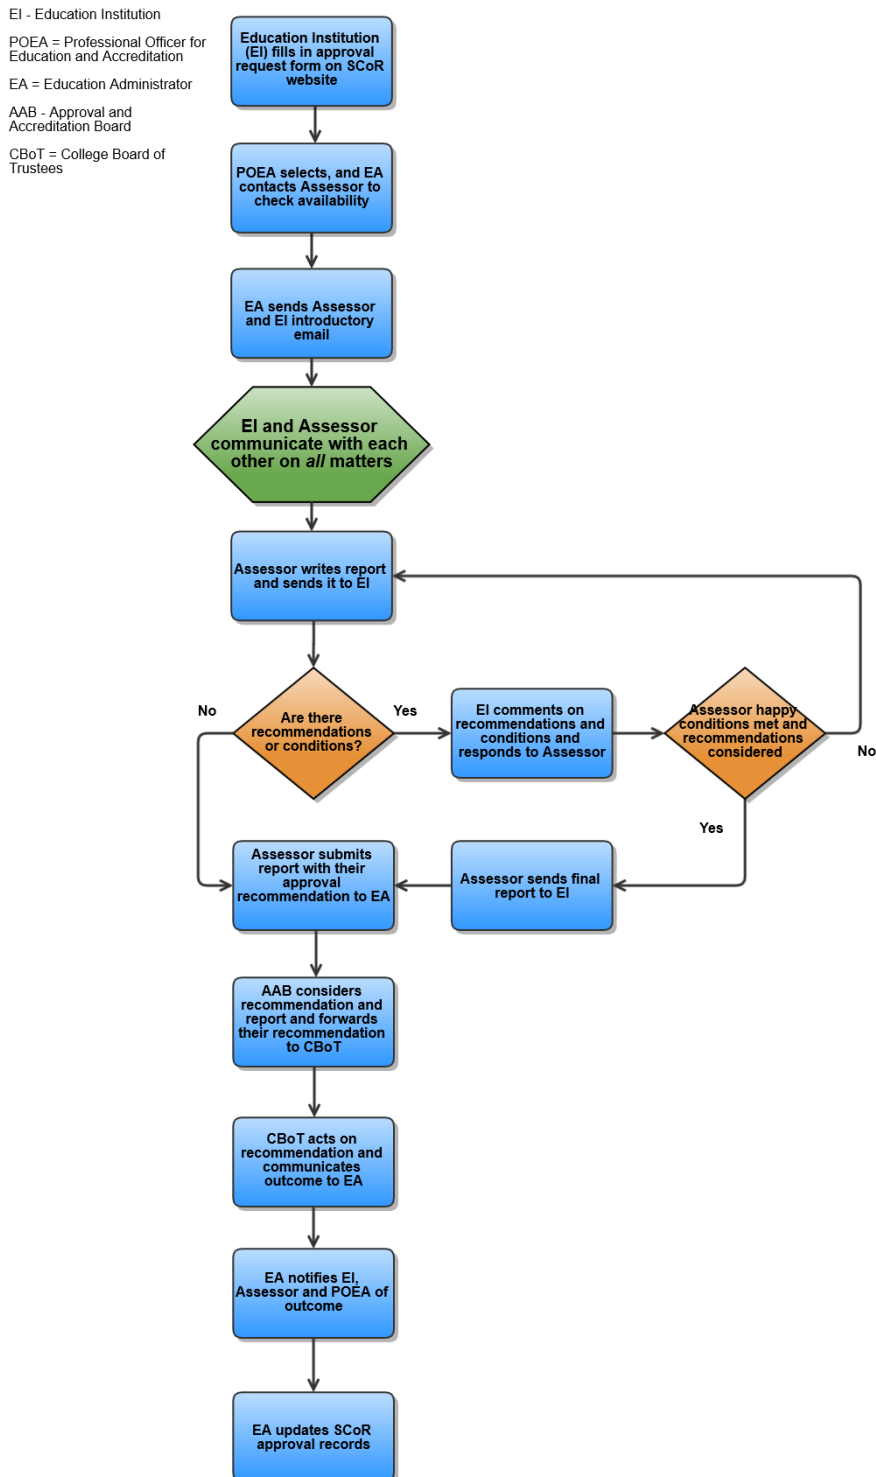 EI - Education Institution
POEA = Professional Officer for
Education and Accreditation
EA = Education Administrator
AAB - Approval and
Accreditation Board
CBoT = College Board of
Trustees
Education Institution
(EI) fills in approval
request form on SCoR
website
POEA selects, and EA
contacts Assessor to
check availability
EA sends Assessor
and EI introductory
email
EI and Assessor
communicate with each
other on all matters
Assessor writes report
and sends it to EI
Are there
recommendations
or conditions?
No
Yes
EI comments on
recommendations and
conditions and
responds to Assessor
Assessor happy
conditions met and
recommendations
considered
No
Yes
Assessor sends final
report to EI
Assessor submits
report with their
approval
recommendation to EA
AAB considers
recommendation and
report and forwards
their recommendation
to CBoT
CBoT acts on
recommendation and
communicates
outcome to EA
EA notifies EI,
Assessor and POEA of
outcome
EA updates SCoR
approval records